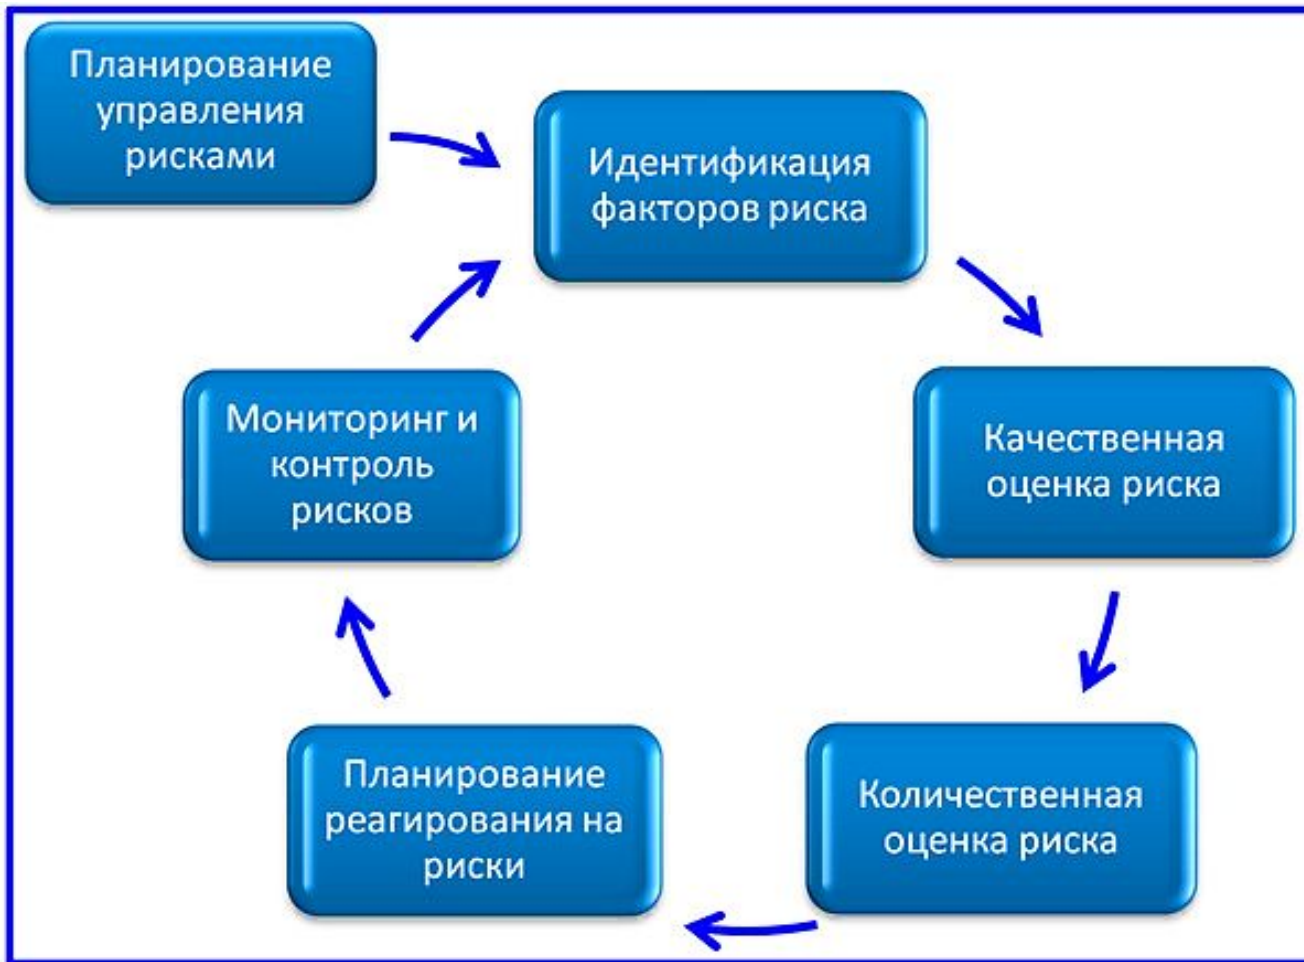 Планирование
управления
рисками
Идентификация
факторов риска
Качественная
оценка риска
Количественная
оценка риска
Планирование
реагирования на
риски
Мониторинг и
контроль
рисков